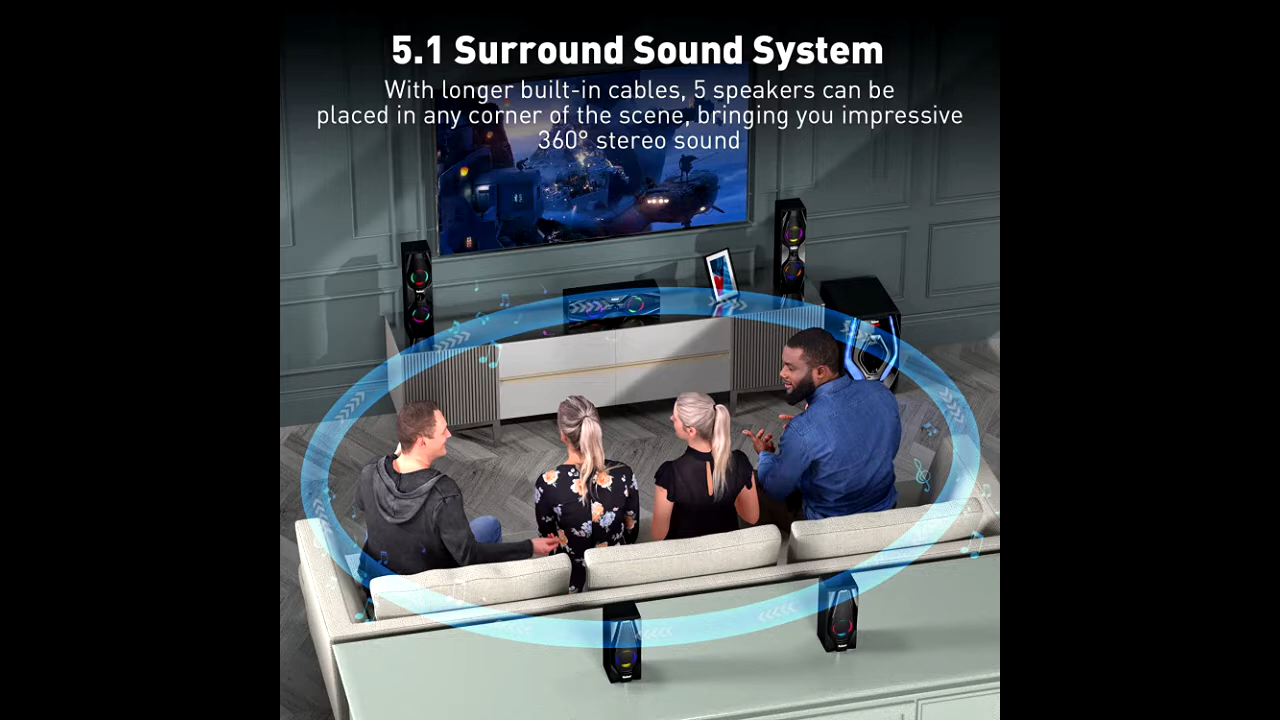 5.1 Surround Sound System
With longer built-in cables, 5 speakers can be
placed in any corner of the scene, bringing you impressive
360° stereo sound